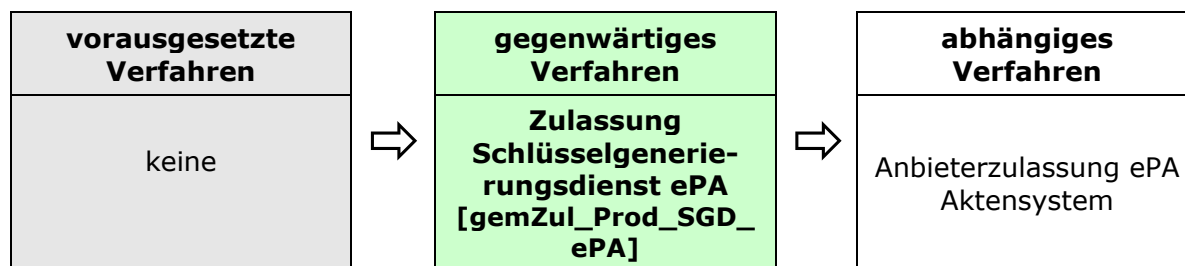 vorausgesetzte
Verfahren
keine
gegenwärtiges
Verfahren
Zulassung
Schlüsselgenerie-
rungsdienst ePA
[gemZul_Prod_SGD_
ePA]
abhängiges
Verfahren
Anbieterzulassung ePA
Aktensystem